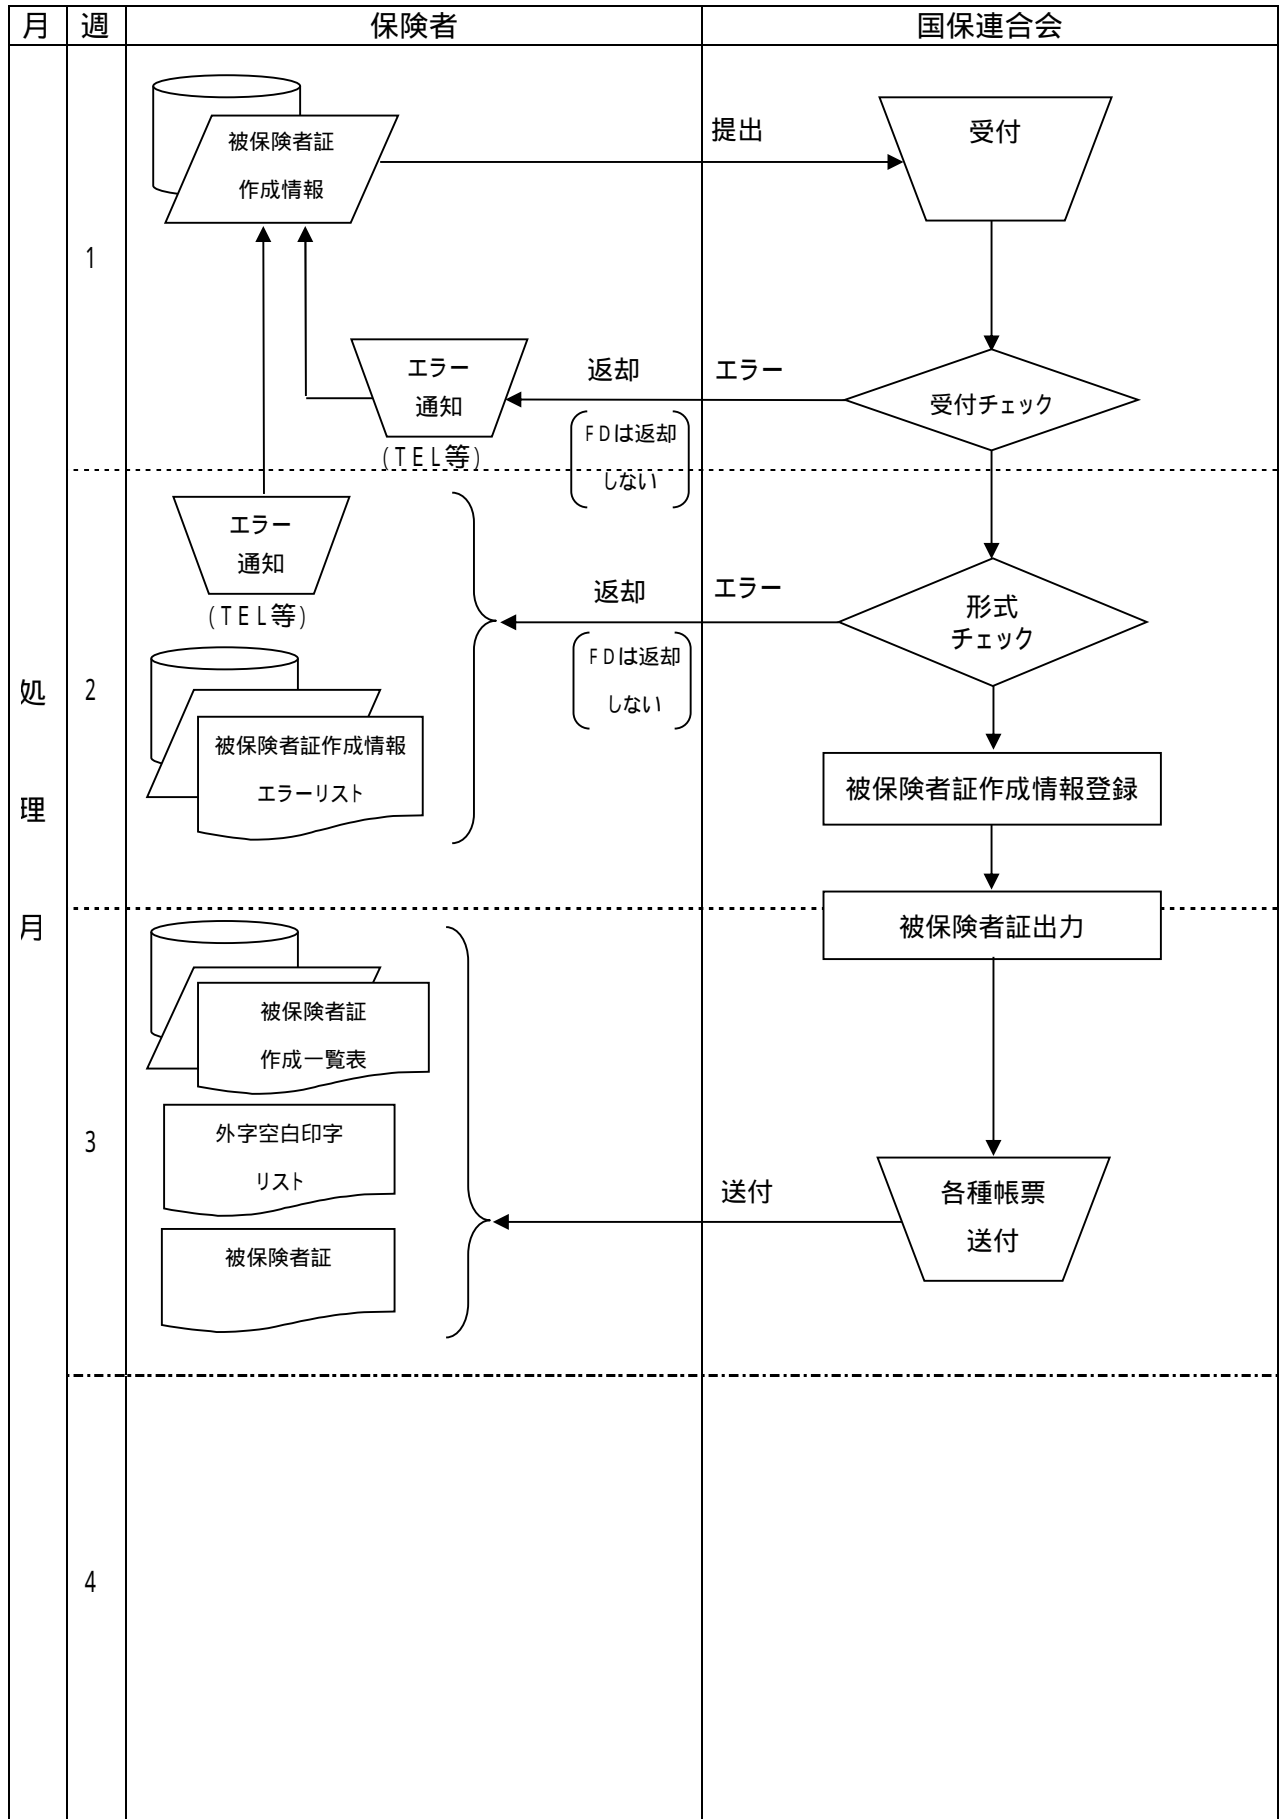 月 週 保険者 国保連合会
被保険者証
作成情報
提出
受付
1
エラー
通知
(TEL等)
返却
エラー
FDは返却
しない
受付チェック
エラー
通知
(TEL等)
返却
エラー
FDは返却
しない
形式
チェック
処
理
月
2
被保険者証作成情報
エラーリスト
被保険者証作成情報登録
被保険者証出力
被保険者証
作成一覧表
3
外字空白印字
リスト
被保険者証
送付
各種帳票
送付
4